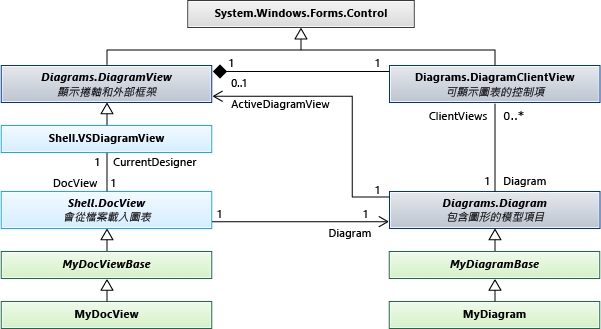 System.Windows.Forms.Control
Diagrams.DiagramView
顯示捲軸和外部框架
1
1
0..1
Diagrams.DiagramClientView
可顯示圖表的控制項
ActiveDiagramView
ClientViews
0..*
Shell.VSDiagramView
1
CurrentDesigner
DocView
1
1
1
Diagram
Shell.DocView
會從檔案載入圖表
1
1
Diagram
Diagrams.Diagram
包含圖形的模型項目
MyDocViewBase
MyDiagramBase
MyDocView
MyDiagram